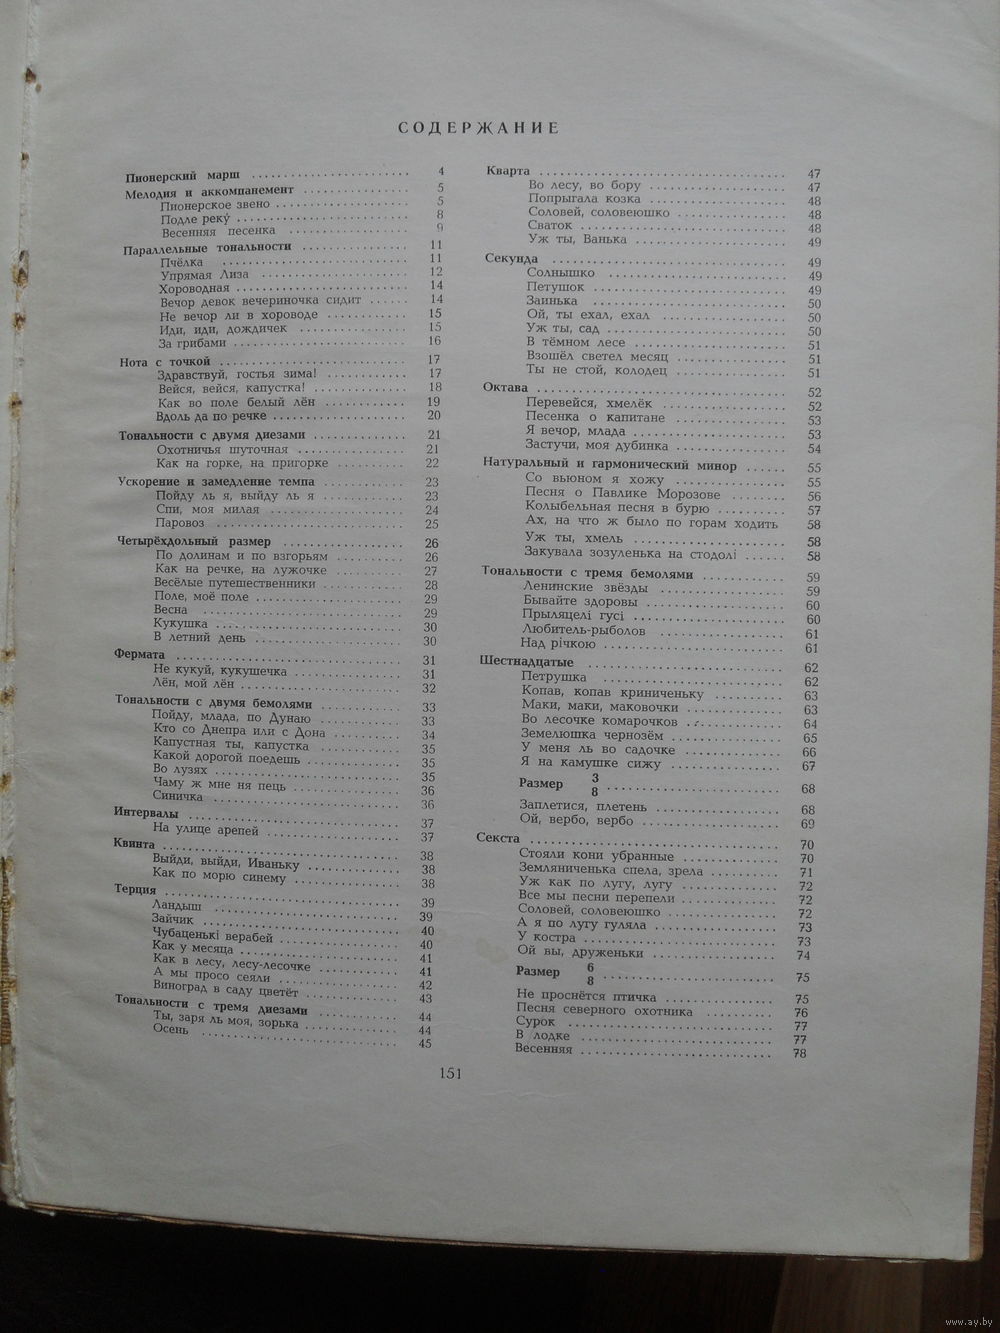 СОДЕРЖАНИЕ
Пионерский марш ........ 4
Мелодия и аккомпанемент ........ 5
Пионерское звено ........ 5
Подле реку́ ........ 8
Весенняя песенка ........ 9
Параллельные тональности ........ 11
Пчёлка ........ 11
Упрямая Лиза ........ 12
Хороводная ........ 14
Вечор девок вечериночка сидит ........ 14
Не вечор ли в хороводе ........ 15
Иди, иди, дождичек ........ 15
За грибами ........ 16
Нота с точкой ........ 17
Здравствуй, гостья зима! ........ 17
Вейся, вейся, капустка! ........ 18
Как во поле белый лён ........ 19
Вдоль да по речке ........ 20
Тональности с двумя диезами ........ 21
Охотничья шуточная ........ 21
Как на горке, на пригорке ........ 22
Ускорение и замедление темпа ........ 23
Пойду ль я, выйду ль я ........ 23
Спи, моя милая ........ 24
Паровоз ........ 25
Четырёхдольный размер ........ 26
По долинам и по взгорьям ........ 26
Как на речке, на лужочке ........ 27
Весёлые путешественники ........ 28
Поле, моё поле ........ 29
Весна ........ 29
Кукушка ........ 30
В летний день ........ 30
Фермата ........ 31
Не кукуй, кукушечка ........ 31
Лён, мой лён ........ 32
Тональности с двумя бемолями ........ 33
Пойду, млада, по Дунаю ........ 33
Кто со Днепра или с Дона ........ 34
Капустная ты, капустка ........ 35
Какой дорогой поедешь ........ 35
Во лузях ........ 35
Чаму ж мне ня пець ........ 36
Синичка ........ 36
Интервалы ........ 37
На улице арепей ........ 37
Квинта ........ 38
Выйди, выйди, Иваньку ........ 38
Как по морю синему ........ 38
Терция ........ 39
Ландыш ........ 39
Зайчик ........ 40
Чубаценькі верабей ........ 40
Как у месяца ........ 41
Как в лесу, лесу-лесочке ........ 41
А мы просо сеяли ........ 42
Виноград в саду цветёт ........ 43
Тональности с тремя диезами ........ 44
Ты, заря ль моя, зорька ........ 44
Осень ........ 45
Кварта ........ 47
Во лесу, во бору ........ 47
Попрыгала козка ........ 48
Соловей, соловеюшко ........ 48
Сваток ........ 48
Уж ты, Ванька ........ 49
Секунда ........ 49
Солнышко ........ 49
Петушок ........ 49
Заинька ........ 50
Ой, ты ехал, ехал ........ 50
Уж ты, сад ........ 50
В тёмном лесе ........ 51
Взошёл светел месяц ........ 51
Ты не стой, колодец ........ 51
Октава ........ 52
Перевейся, хмелёк ........ 52
Песенка о капитане ........ 53
Я вечор, млада ........ 53
Застучи, моя дубинка ........ 54
Натуральный и гармонический минор ........ 55
Со вьюном я хожу ........ 55
Песня о Павлике Морозове ........ 56
Колыбельная песня в бурю ........ 57
Ах, на что ж было по горам ходить 58
Уж ты, хмель ........ 58
Закувала зозуленька на стодолі ........ 58
Тональности с тремя бемолями ........ 59
Ленинские звёзды ........ 59
Бывайте здоровы ........ 60
Прыляцелі гусі ........ 60
Любитель-рыболов ........ 61
Над річкою ........ 61
Шестнадцатые ........ 62
Петрушка ........ 62
Копав, копав криниченьку ........ 63
Маки, маки, маковочки ........ 63
Во лесочке комарочков ........ 64
Земелюшка чернозём ........ 65
У меня ль во садочке ........ 66
Я на камушке сижу ........ 67
Размер 3/8 ........ 68
Заплетися, плетень ........ 68
Ой, вербо, вербо ........ 69
Секста ........ 70
Стояли кони убранные ........ 70
Земляниченька спела, зрела ........ 71
Уж как по лугу, лугу ........ 72
Все мы песни перепели ........ 72
Соловей, соловеюшко ........ 72
А я по лугу гуляла ........ 73
У костра ........ 73
Ой вы, друженьки ........ 74
Размер 6/8 ........ 75
Не проснётся птичка ........ 75
Песня северного охотника ........ 76
Сурок ........ 77
В лодке ........ 77
Весенняя ........ 78
151
www.ay.by